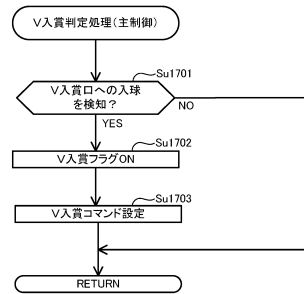 V入賞判定処理(主制御)
Su1701
V入賞口への入球
を検知？
NO
YES
Su1702
V入賞フラグON
Su1703
V入賞コマンド設定
RETURN